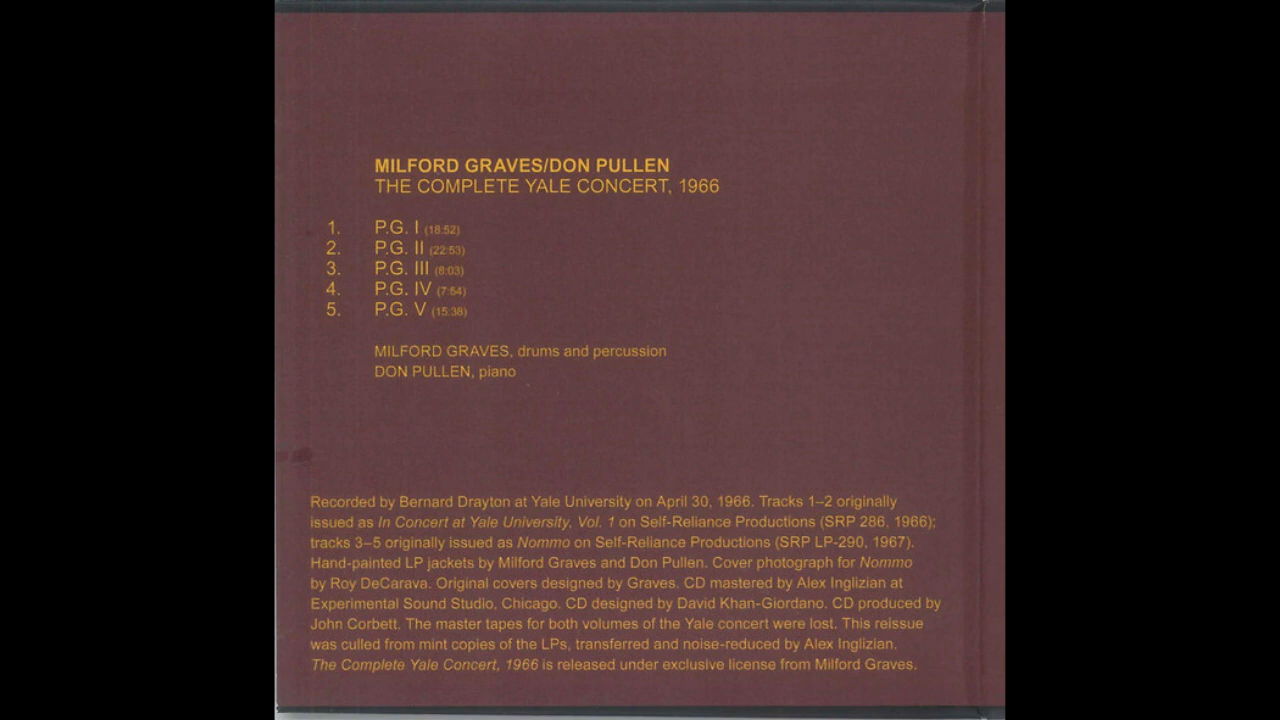 MILFORD GRAVES/DON PULLEN
THE COMPLETE YALE CONCERT, 1966
1. P.G. I (18:52)
2. P.G. II (22:53)
3. P.G. III (8:03)
4. P.G. IV (7:54)
5. P.G. V (15:38)
MILFORD GRAVES, drums and percussion
DON PULLEN, piano
Recorded by Bernard Drayton at Yale University on April 30, 1966. Tracks 1–2 originally
issued as In Concert at Yale University, Vol. 1 on Self-Reliance Productions (SRP 286, 1966);
tracks 3–5 originally issued as Nommo on Self-Reliance Productions (SRP LP-290, 1967).
Hand-painted LP jackets by Milford Graves and Don Pullen. Cover photograph for Nommo
by Roy DeCarava. Original covers designed by Graves. CD mastered by Alex Inglizian at
Experimental Sound Studio, Chicago. CD designed by David Khan-Giordano. CD produced by
John Corbett. The master tapes for both volumes of the Yale concert were lost. This reissue
was culled from mint copies of the LPs, transferred and noise-reduced by Alex Inglizian.
The Complete Yale Concert, 1966 is released under exclusive license from Milford Graves.